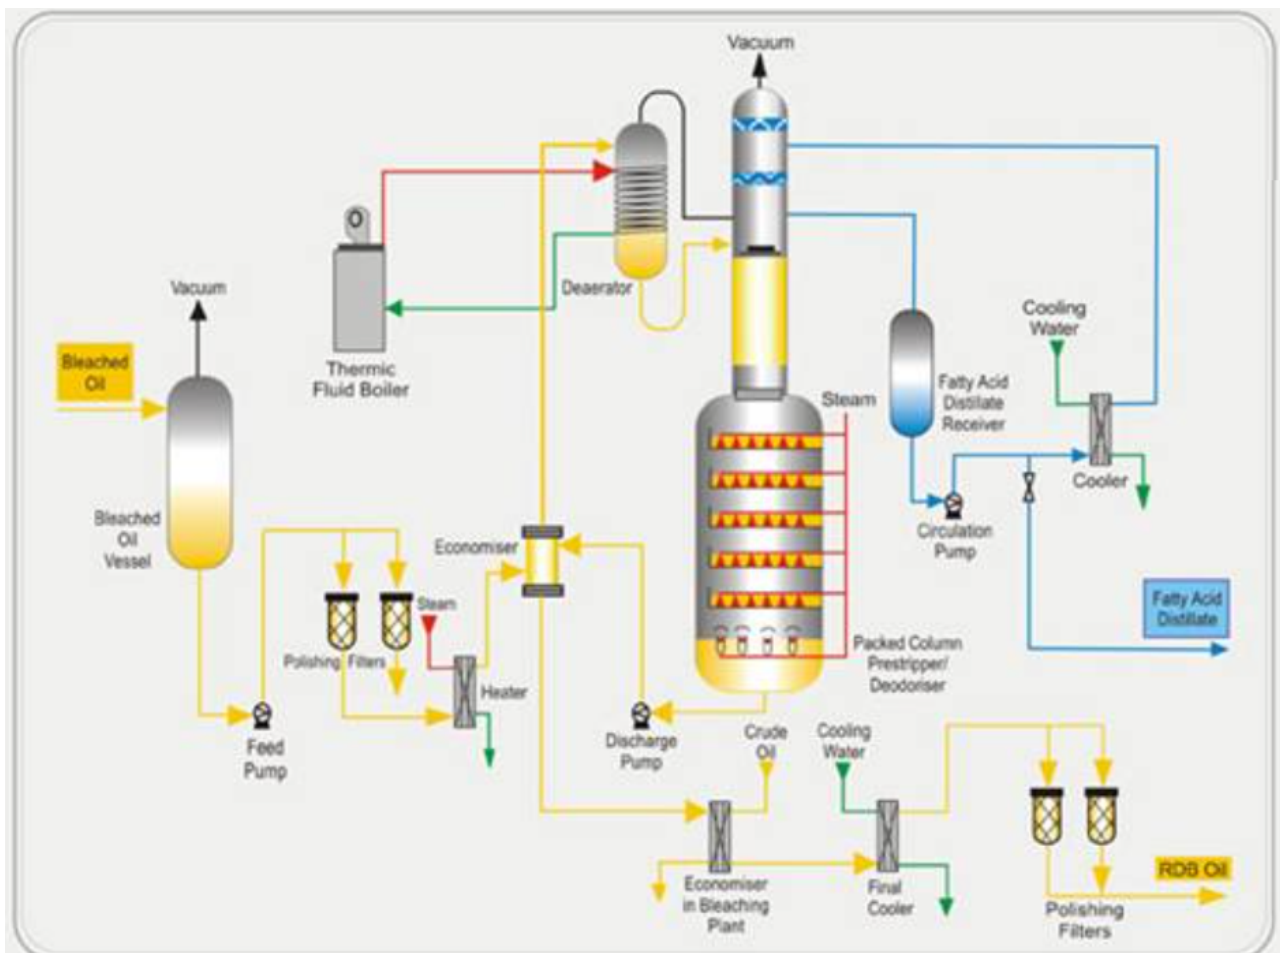 Vacuum
Deaerator
Vacuum
Thermic
Fluid Boiler
Bleached
Oil
Cooling
Water
Fatty Acid
Distillate
Receiver
Steam
Cooler
Bleached
Oil
Vessel
Economiser
Circulation
Pump
Steam
Fatty Acid
Distillate
Polishing Filters
Packed Column
Prestripper/
Deodoriser
Heater
Feed
Pump
Discharge
Pump
Crude
Oil
Cooling
Water
RDB Oil
Economiser
in Bleaching
Plant
Final
Cooler
Polishing
Filters